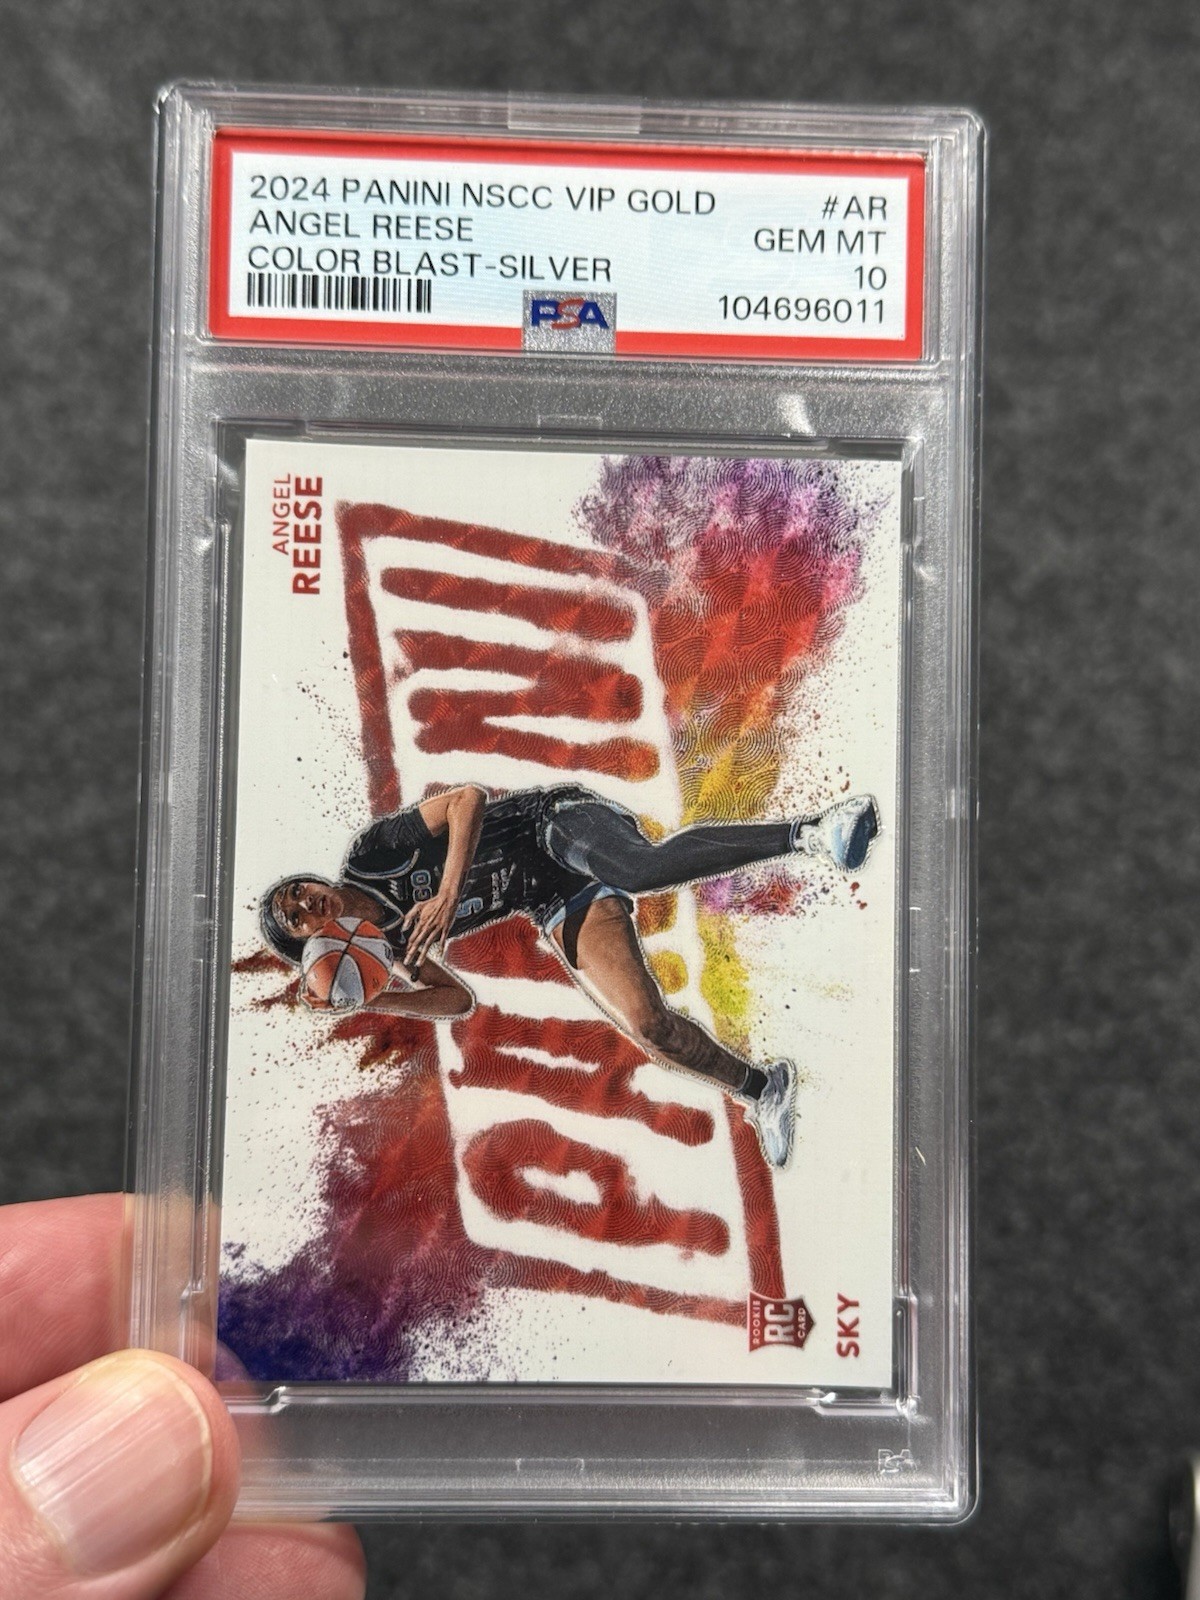 2024 PANINI NSCC VIP GOLD #AR
ANGEL REESE GEM MT
COLOR BLAST-SILVER 10
PSA 104696011
ANGEL
REESE
PANINI
ROOKIE
RC
CARD
SKY